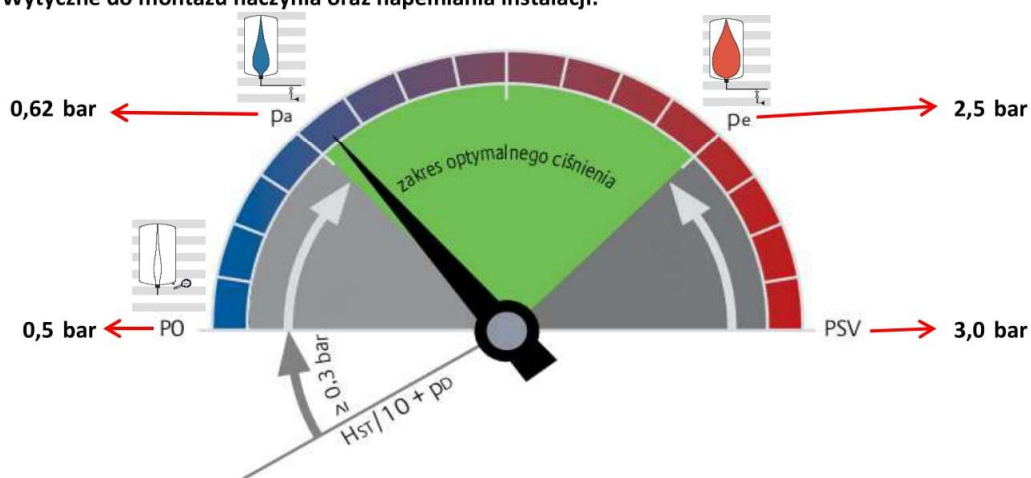 Wytyczne do montażu naczynia oraz napełniania instalacji:
0,62 bar
pa
pe
2,5 bar
zakres optymalnego ciśnienia
0,5 bar
PO
PSV
3,0 bar
≥ 0,3 bar
HST/10 + pD